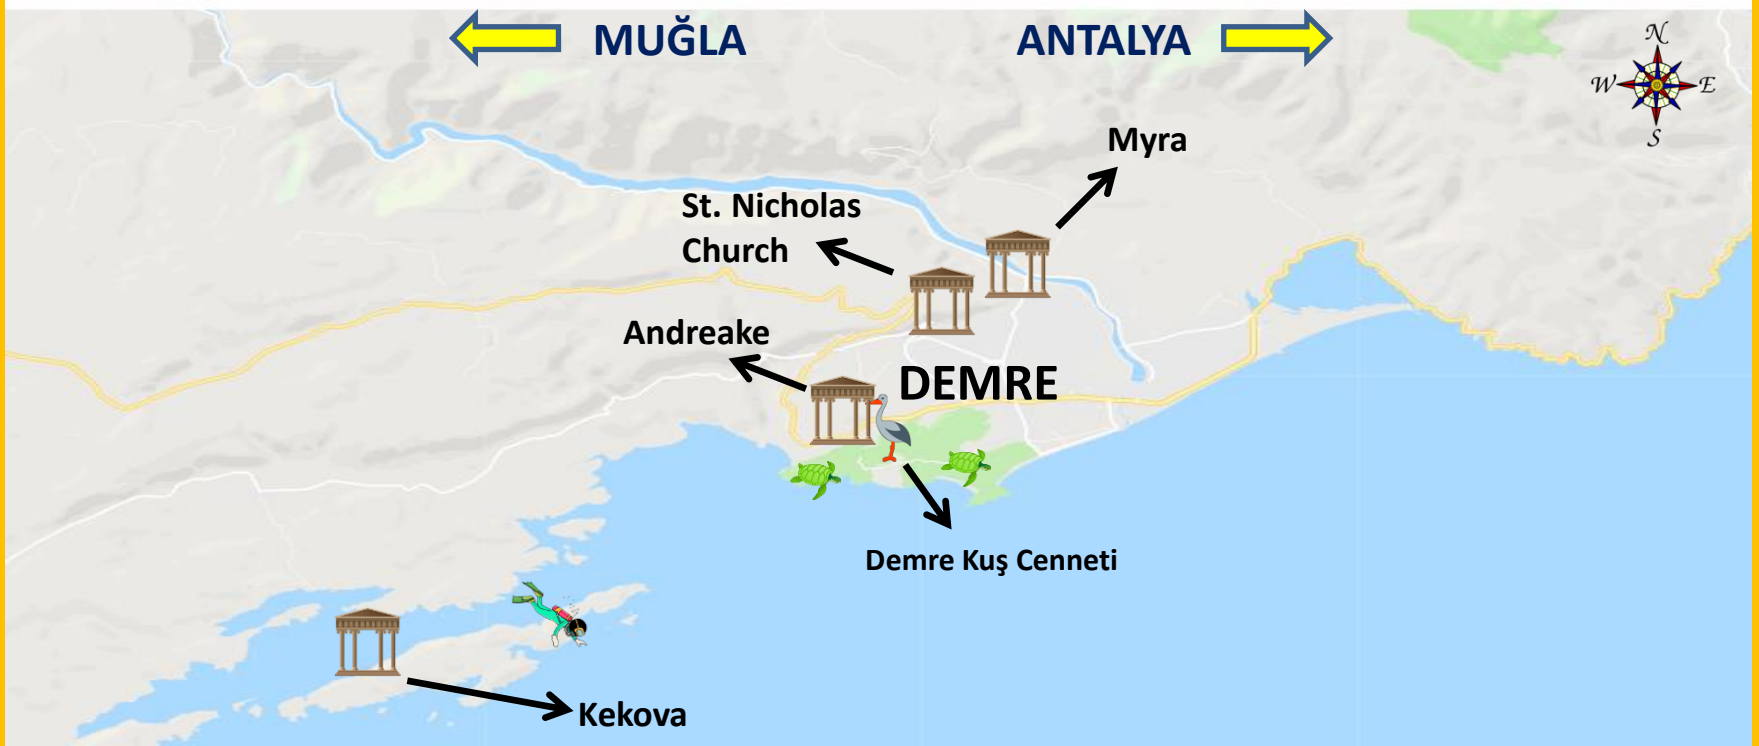 MUĞLA
ANTALYA
N
W
E
S
Myra
St. Nicholas
Church
Andreake
DEMRE
Demre Kuş Cenneti
Kekova